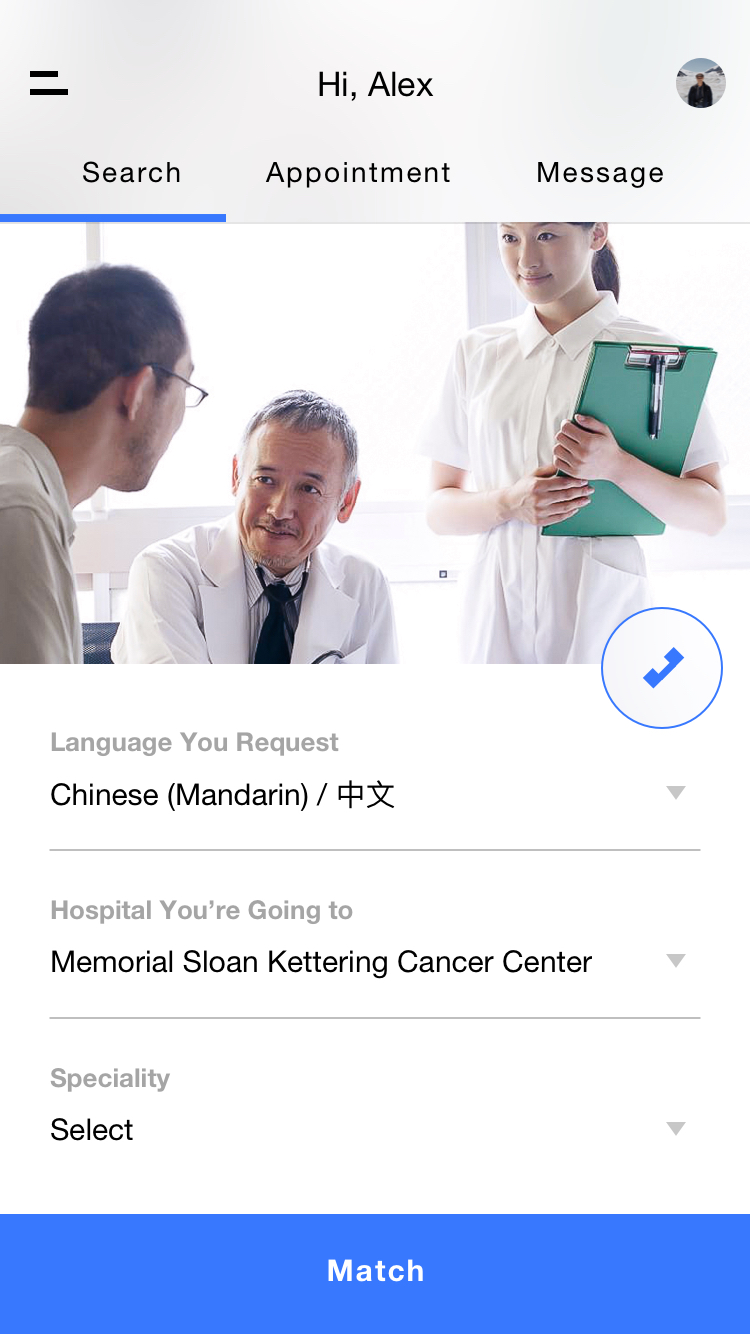 Hi, Alex
Search Appointment Message
Language You Request
Chinese (Mandarin) / 中文
Hospital You’re Going to
Memorial Sloan Kettering Cancer Center
Speciality
Select
Match